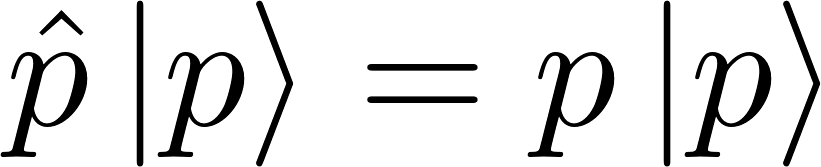 p̂ |p⟩ = p |p⟩